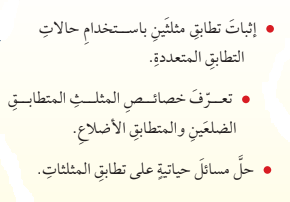 • إثباتَ تطابقِ مثلثَينِ باستخدامِ حالاتِ
التطابقِ المتعددةِ.
• تعرّفَ خصائصِ المثلثِ المتطابقِ
الضلعَينِ والمتطابقِ الأضلاعِ.
• حلَّ مسائلَ حياتيةٍ على تطابقِ المثلثاتِ.